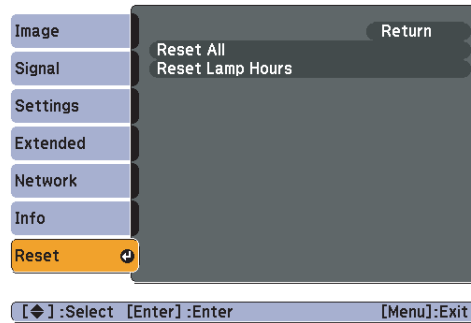 Image
Signal
Settings
Extended
Network
Info
Reset
Return
Reset All
Reset Lamp Hours
[◆] :Select [Enter] :Enter [Menu]:Exit